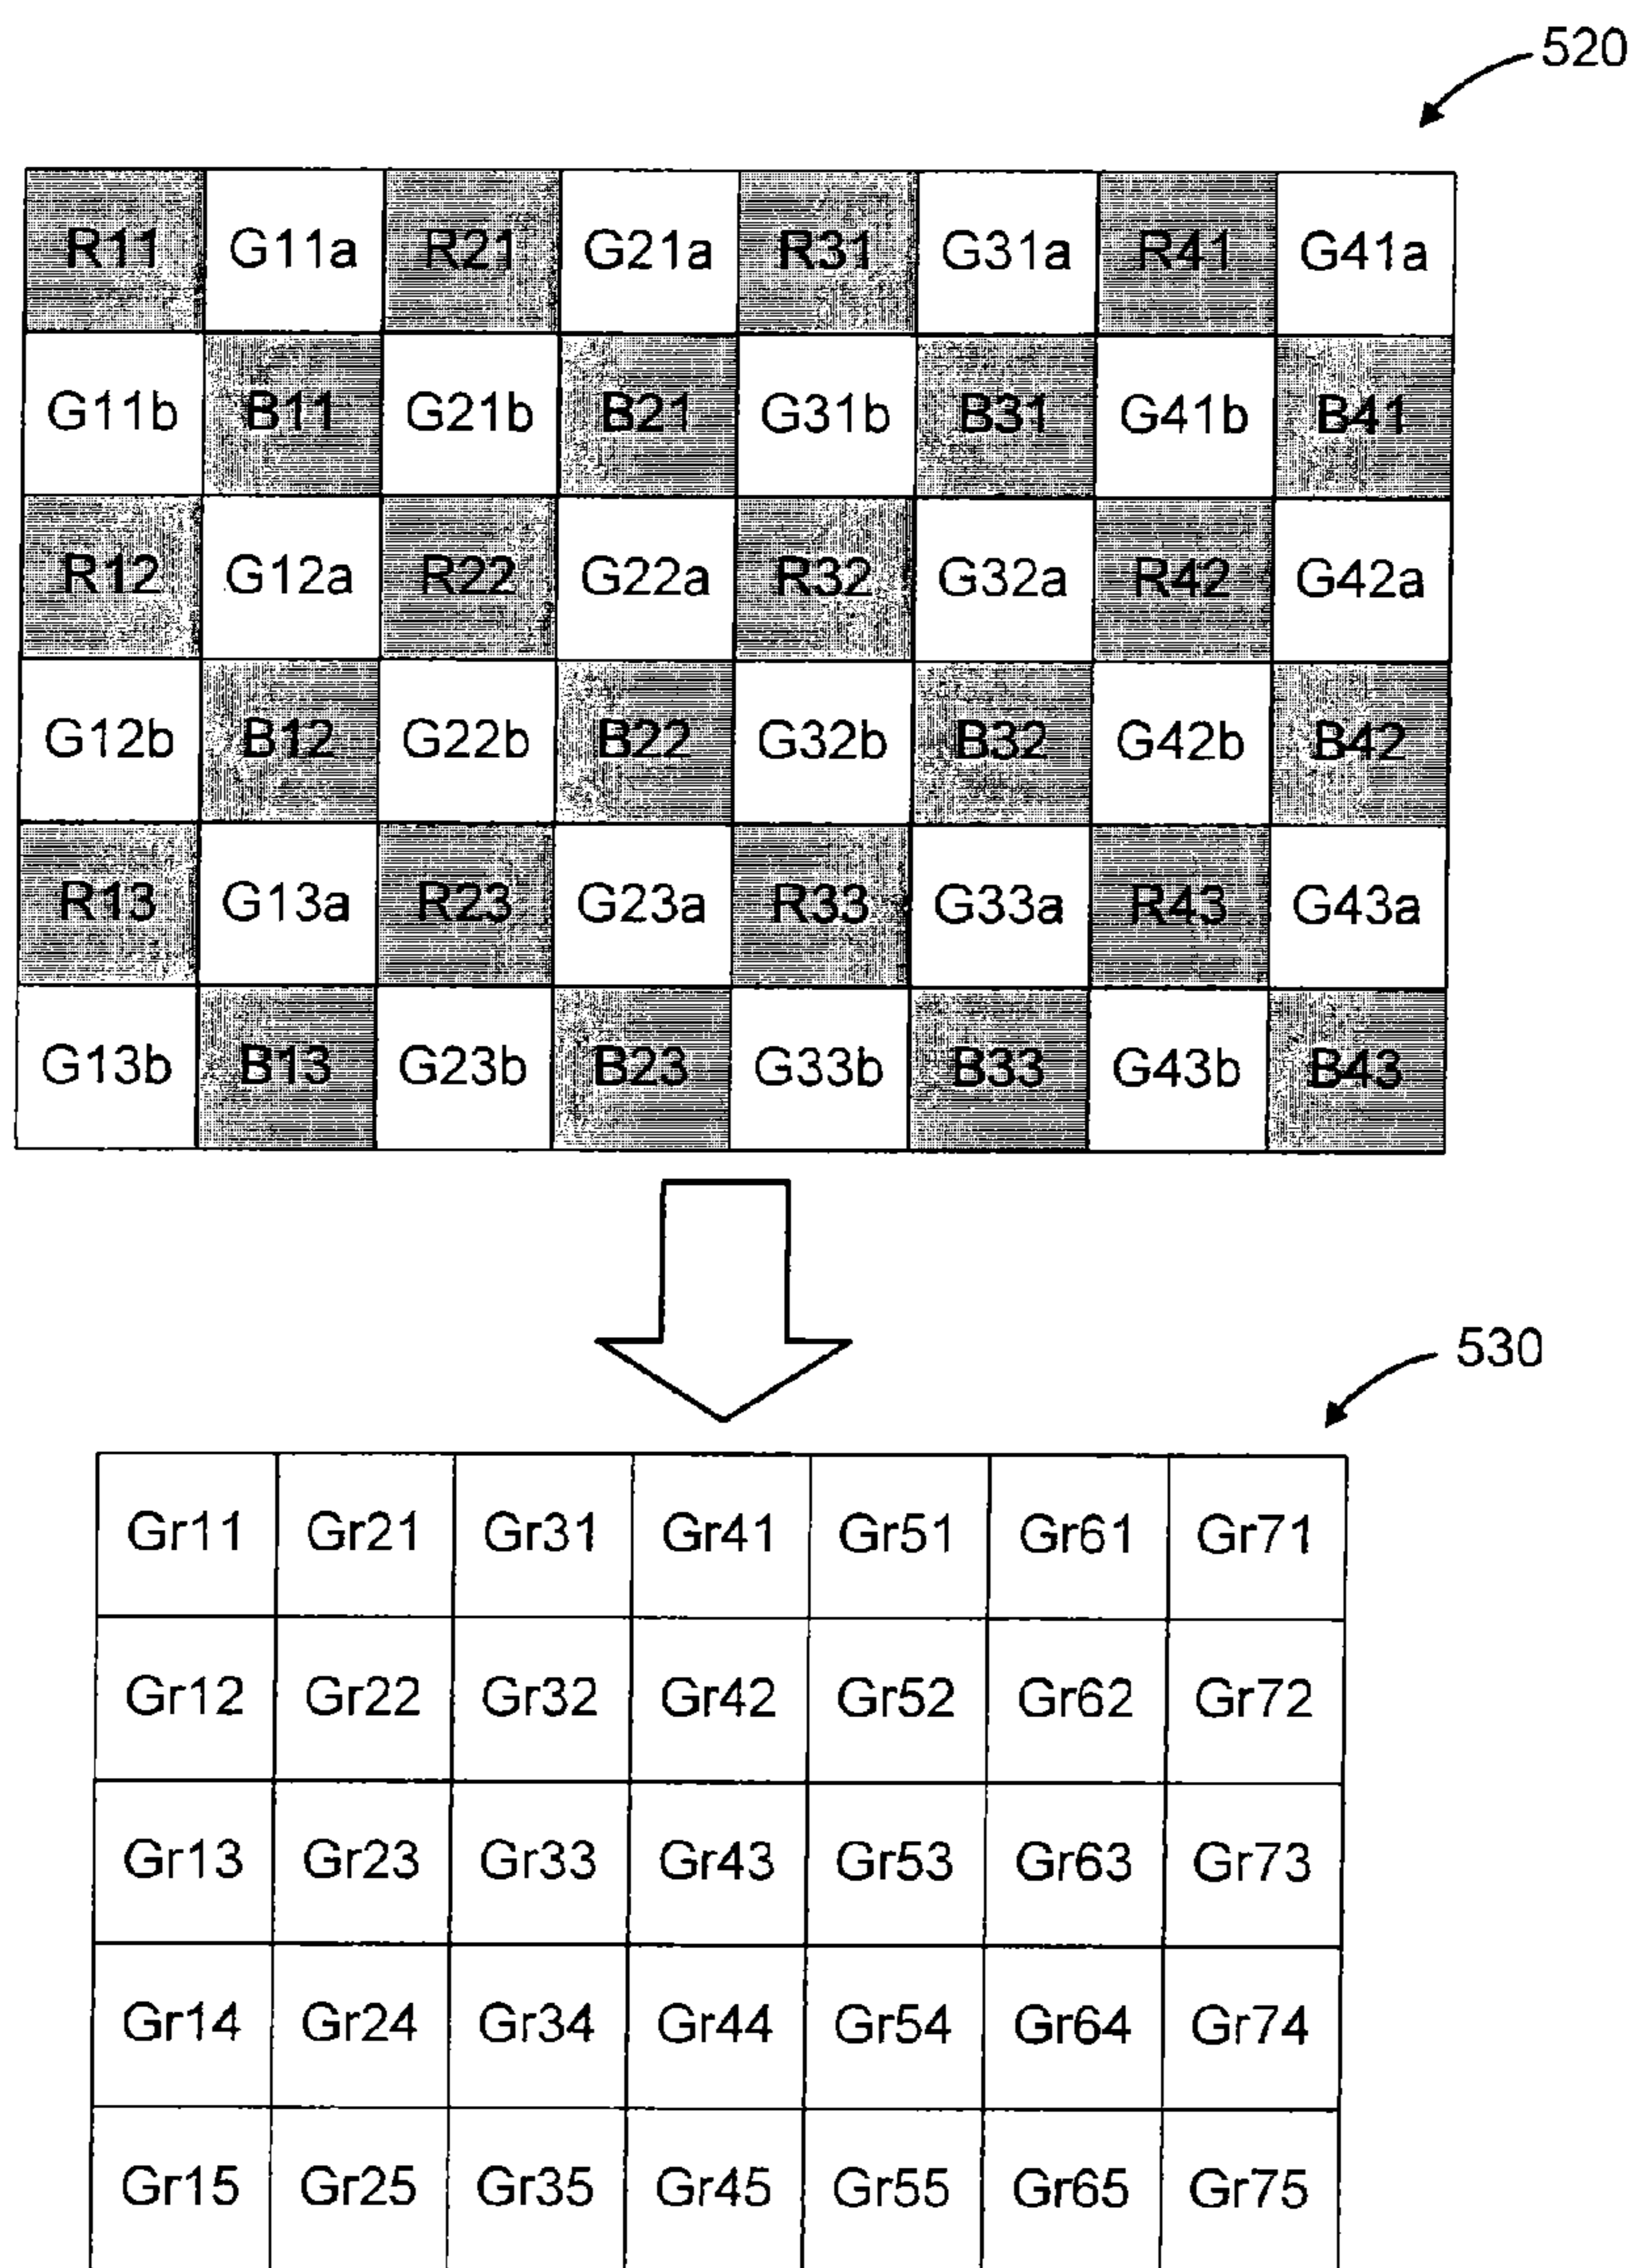 520
R11 G11a R21 G21a R31 G31a R41 G41a
G11b B11 G21b B21 G31b B31 G41b B41
R12 G12a R22 G22a R32 G32a R42 G42a
G12b B12 G22b B22 G32b B32 G42b B42
R13 G13a R23 G23a R33 G33a R43 G43a
G13b B13 G23b B23 G33b B33 G43b B43
530
Gr11 Gr21 Gr31 Gr41 Gr51 Gr61 Gr71
Gr12 Gr22 Gr32 Gr42 Gr52 Gr62 Gr72
Gr13 Gr23 Gr33 Gr43 Gr53 Gr63 Gr73
Gr14 Gr24 Gr34 Gr44 Gr54 Gr64 Gr74
Gr15 Gr25 Gr35 Gr45 Gr55 Gr65 Gr75